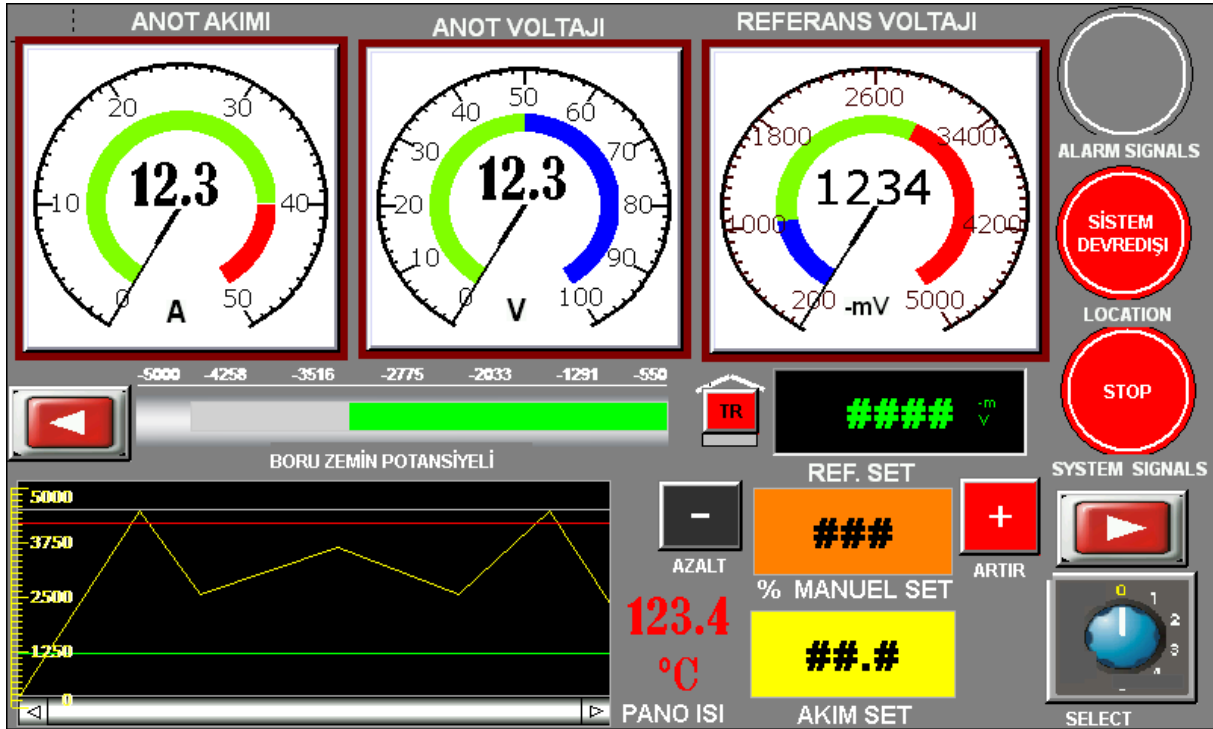 ANOT AKIMI
ANOT VOLTAJI
REFERANS VOLTAJI
0 10 20 30 40 50
12.3
A
0 10 20 30 40 50 60 70 80 90 100
12.3
V
200 1000 1800 2600 3400 4200 5000
1234
-mV
ALARM SIGNALS
SİSTEM
DEVREDIŞI
LOCATION
STOP
SYSTEM SIGNALS
-5000 -4258 -3516 -2775 -2033 -1291 -550
BORU ZEMİN POTANSİYELİ
TR
#### -m
V
REF. SET
5000
3750
2500
1250
0
-
AZALT
###
+
ARTIR
% MANUEL SET
123.4
°C
PANO ISI
##.#
AKIM SET
0
1
2
3
SELECT